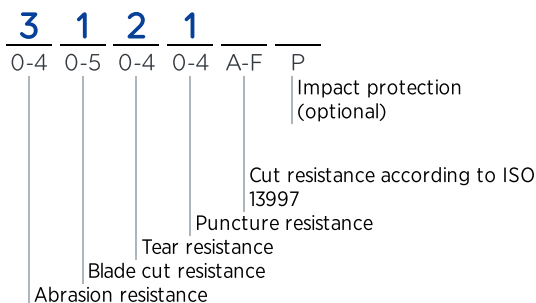 3 1 2 1
0-4 0-5 0-4 0-4 A-F P
Impact protection
(optional)
Cut resistance according to ISO
13997
Puncture resistance
Tear resistance
Blade cut resistance
Abrasion resistance